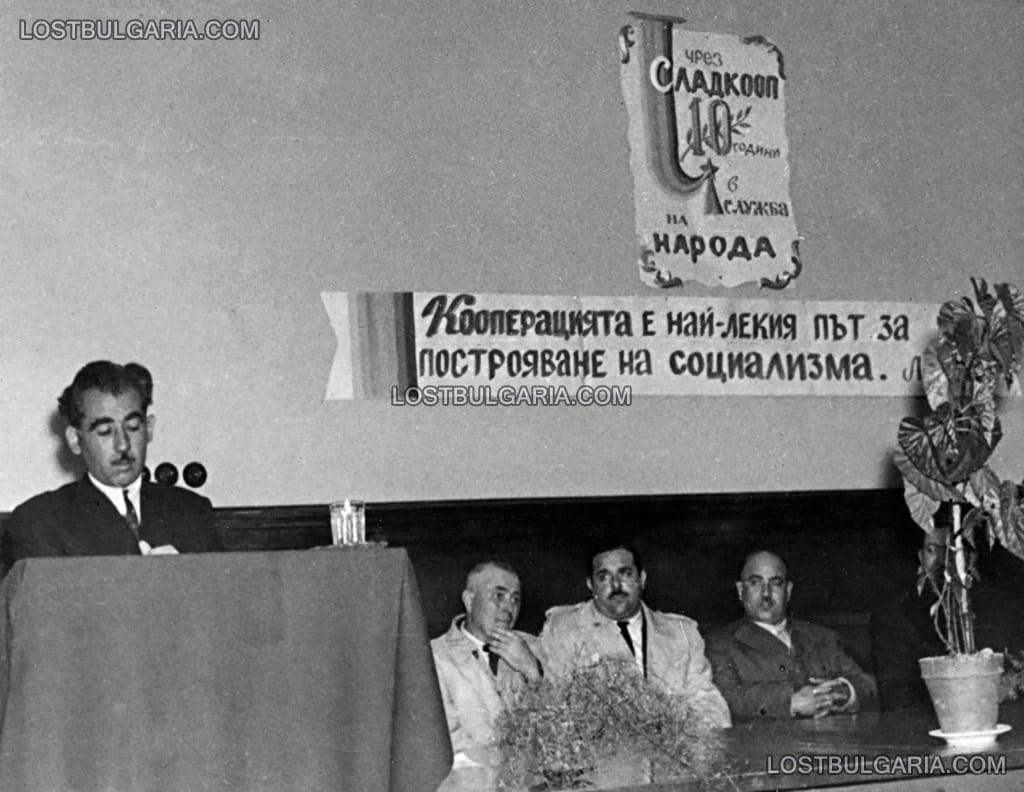 LOSTBULGARIA.COM
ЧРЕЗ
СЛАДКООП
10
ГОДИНИ
В
СЛУЖБА
НА
НАРОДА
КООПЕРАЦИЯТА Е НАЙ-ЛЕКИЯ ПЪТ ЗА
ПОСТРОЯВАНЕ НА СОЦИАЛИЗМА. Л
LOSTBULGARIA.COM
LOSTBULGARIA.COM